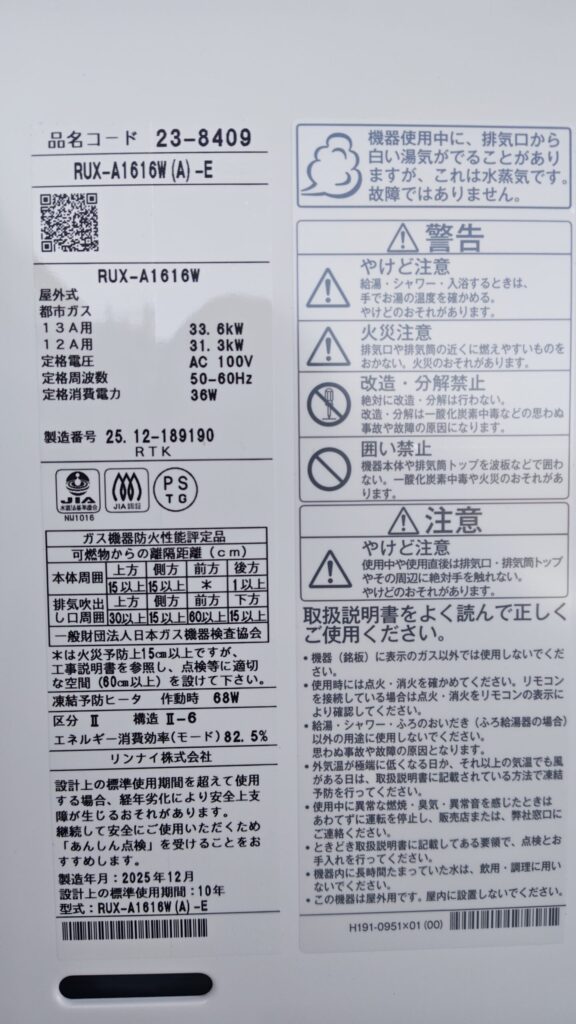 品名コード 23-8409
RUX-A1616W(A)-E
RUX-A1616W
屋外式
都市ガス
13A用 33.6kW
12A用 31.3kW
定格電圧 AC 100V
定格周波数 50-60Hz
定格消費電力 36W
製造番号 25.12-189190
RTK
JIA
水道法基準適合
NU1016
JIA認証
PS
TG
ガス機器防火性能評定品
可燃物からの離隔距離(cm)
本体周囲 上方 側方 前方 後方
15以上 15以上 * 1以上
排気吹出し口周囲 上方 側方 前方 下方
30以上 15以上 60以上 15以上
一般財団法人日本ガス機器検査協会
*は火災予防上15cm以上ですが、
工事説明書を参照し、点検等に適切
な空間(60cm以上)を設けて下さい。
凍結予防ヒータ 作動時 68W
区分 Ⅱ 構造 Ⅱ-6
エネルギー消費効率(モード) 82.5%
リンナイ株式会社
設計上の標準使用期間を超えて使用
する場合、経年劣化により安全上支
障が生じるおそれがあります。
継続して安全にご使用いただくため
「あんしん点検」を受けることをお
すすめします。
製造年月:2025年12月
設計上の標準使用期間:10年
型式:RUX-A1616W(A)-E
機器使用中に、排気口から
白い湯気がでることがあり
ますが、これは水蒸気です。
故障ではありません。
警告
やけど注意
給湯・シャワー・入浴するときは、
手でお湯の温度を確かめる。
やけどのおそれがあります。
火災注意
排気口や排気筒の近くに燃えやすいものを
おかない。火災のおそれがあります。
改造・分解禁止
絶対に改造・分解は行わない。
改造・分解は一酸化炭素中毒などの思わぬ
事故や故障の原因になります。
囲い禁止
機器本体や排気筒トップを波板などで囲わ
ない。一酸化炭素中毒や火災のおそれがあ
ります。
注意
やけど注意
使用中や使用直後は排気口・排気筒トップ
やその周辺に絶対手を触れない。
やけどのおそれがあります。
取扱説明書をよく読んで正しく
ご使用ください。
・機器(銘板)に表示のガス以外では使用しないでくだ
さい。
・使用時には点火・消火を確かめてください。リモコン
を接続している場合は点火・消火をリモコンの表示に
より確認してください。
・給湯・シャワー・ふろのおいだき(ふろ給湯器の場合)
以外の用途に使用しないでください。
思わぬ事故や故障の原因となります。
・外気温が極端に低くなる日か、それ以上の気温でも風
がある日は、取扱説明書に記載されている方法で凍結
予防を行ってください。
・使用中に異常な燃焼・臭気・異常音を感じたときは
あわてずに運転を停止し、販売店または、弊社窓口に
ご連絡ください。
・ときどき取扱説明書に記載してある要領で、点検とお
手入れを行ってください。
・機器内に長時間たまっていた水は、飲用・調理に用い
ないでください。
・この機器は屋外用です。屋内に設置しないでください。
H191-0951×01(00)